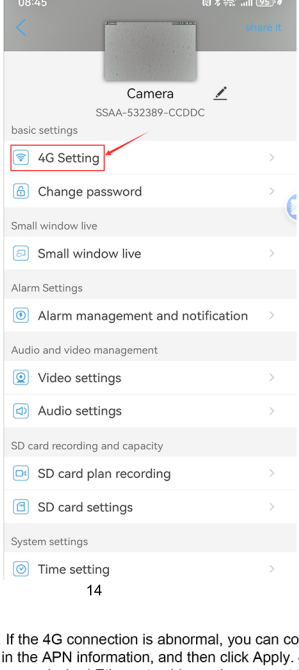 08:45
share it
Camera
SSAA-532389-CCDDC
basic settings
4G Setting
Change password
Small window live
Small window live
Alarm Settings
Alarm management and notification
Audio and video management
Video settings
Audio settings
SD card recording and capacity
SD card plan recording
SD card settings
System settings
Time setting
14
If the 4G connection is abnormal, you can co
in the APN information, and then click Apply.